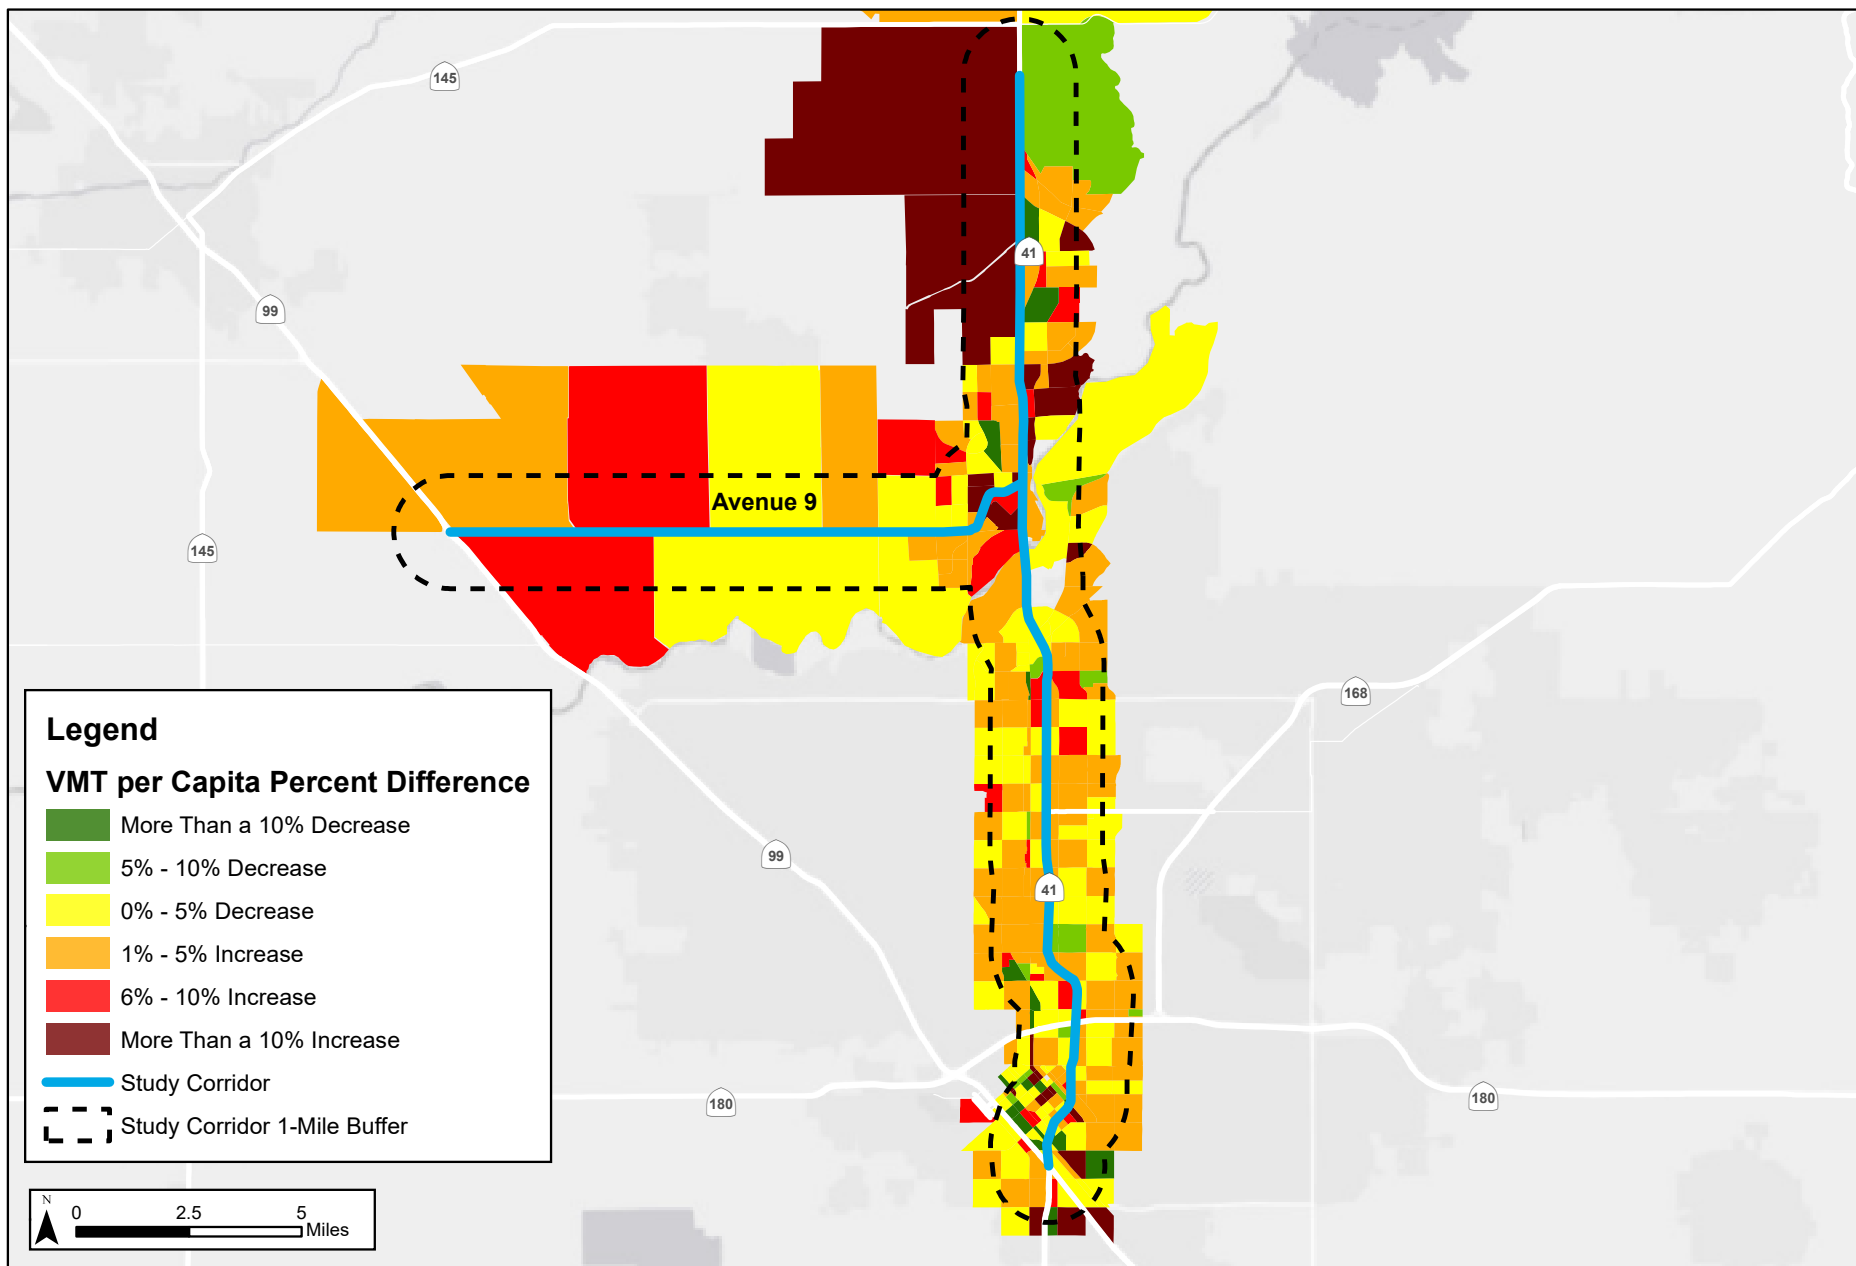 145
41
99
Avenue 9
145
168
99
41
180
180
Legend
VMT per Capita Percent Difference
More Than a 10% Decrease
5% - 10% Decrease
0% - 5% Decrease
1% - 5% Increase
6% - 10% Increase
More Than a 10% Increase
Study Corridor
Study Corridor 1-Mile Buffer
N
0 2.5 5
Miles